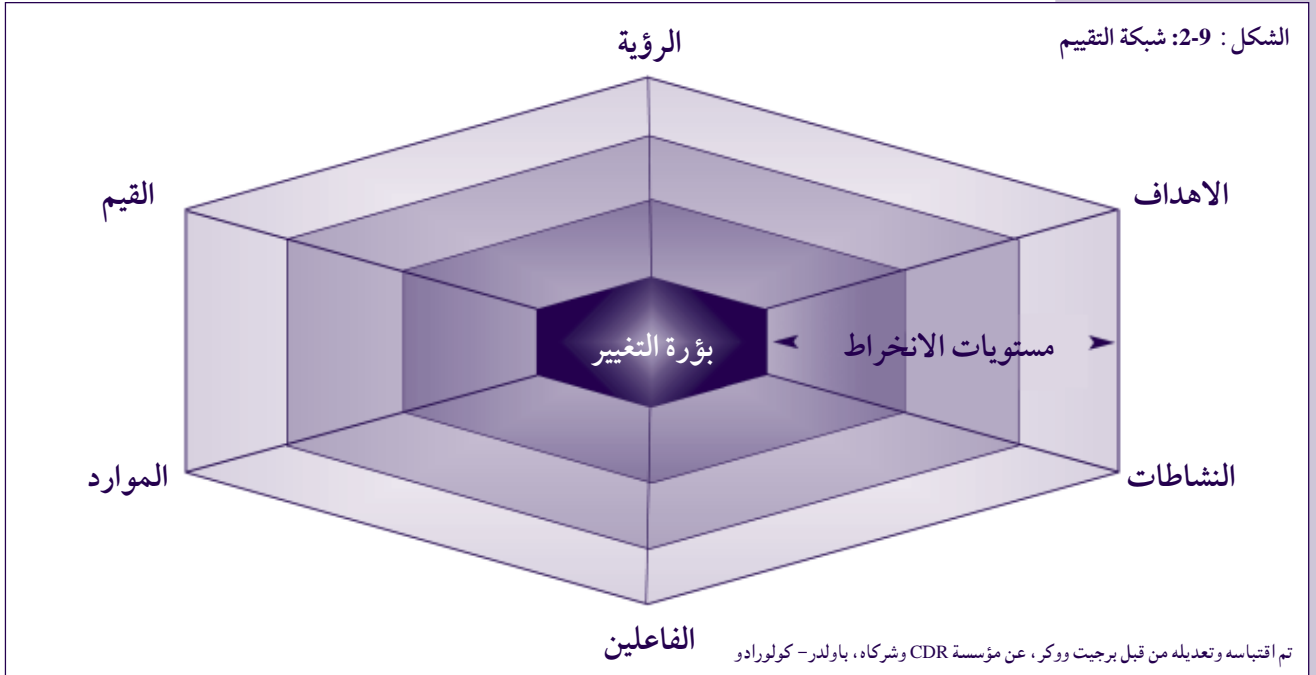 الشكل : 9-2: شبكة التقييم
الرؤية
الاهداف
القيم
بؤرة التغيير
مستويات الانخراط
النشاطات
الموارد
الفاعلين
تم اقتباسه وتعديله من قبل برجيت ووكر، عن مؤسسة CDR وشركاه، باولدر- كولورادو